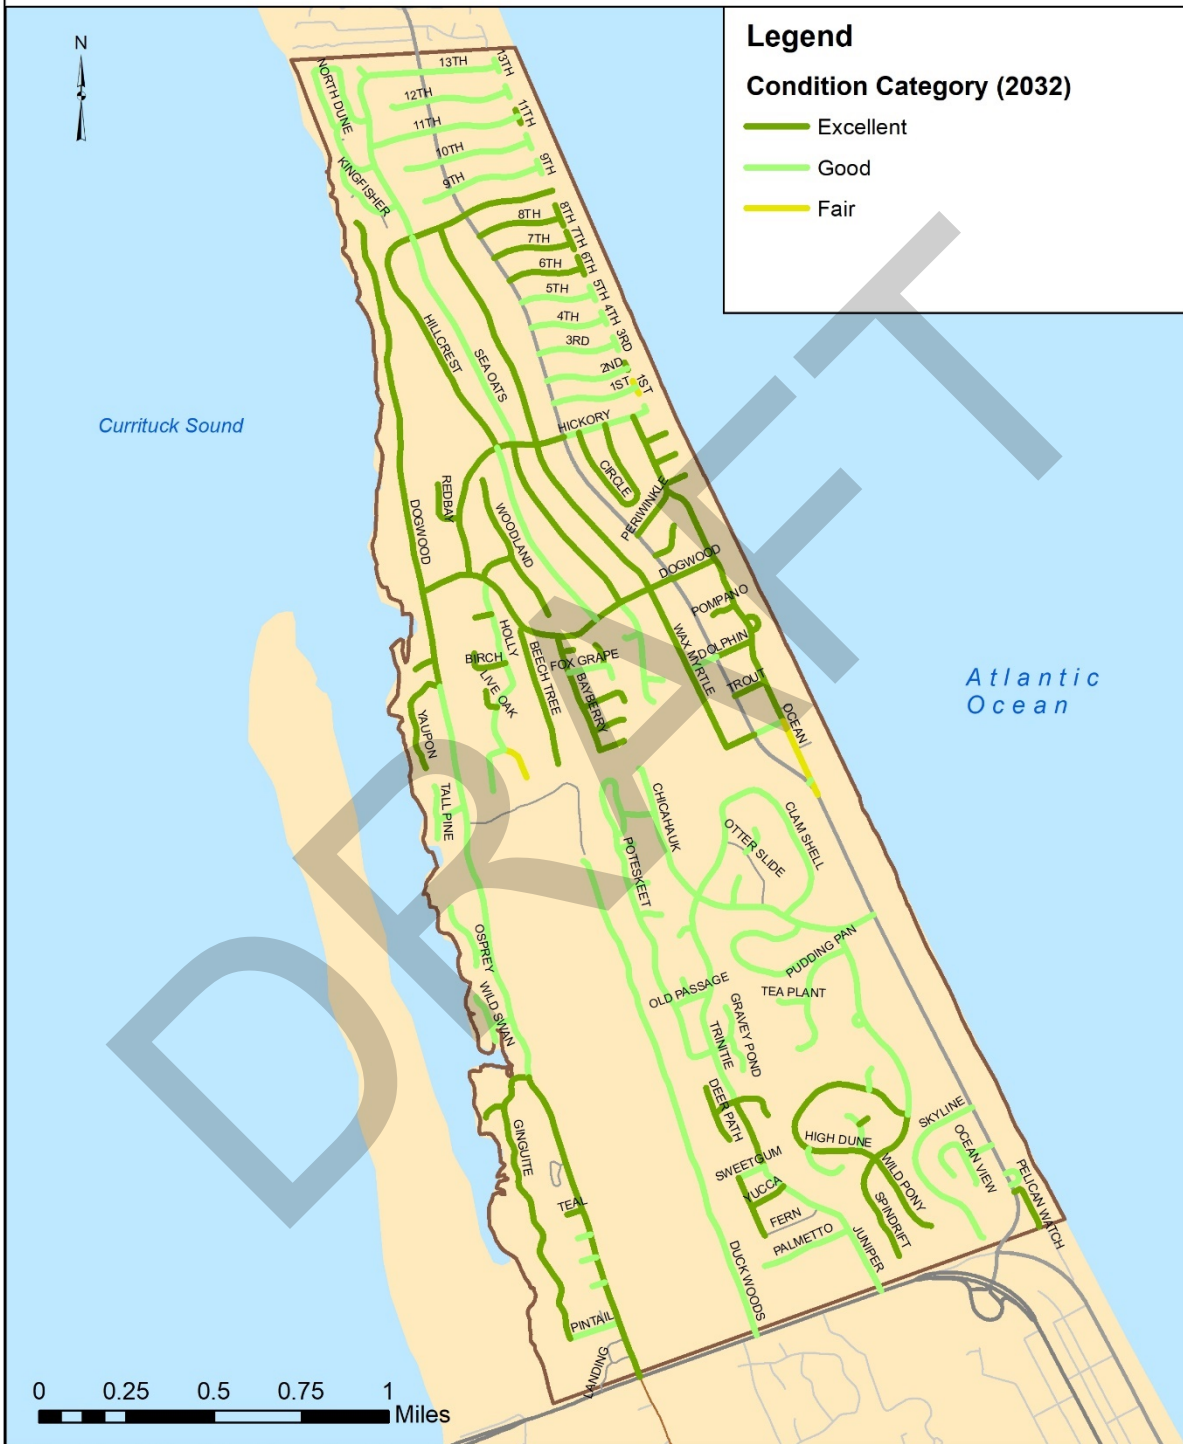 Legend
Condition Category (2032)
Excellent
Good
Fair
N
13TH
13TH
NORTH DUNE
12TH
11TH
11TH
10TH
9TH
9TH
KINGFISHER
8TH
8TH
7TH
7TH
6TH
6TH
5TH
5TH
4TH
4TH
3RD
3RD
HILLCREST
SEA OATS
2ND
1ST
1ST
HICKORY
Currituck Sound
CIRCLE
REDBAY
DOGWOOD
WOODLAND
PERIWINKLE
DOGWOOD
POMPANO
HOLLY
WAX MYRTLE
DOLPHIN
BIRCH
BEECH TREE
FOX GRAPE
LIVE OAK
BAYBERRY
TROUT
Atlantic
Ocean
YAUPON
OCEAN
TALL PINE
CHICAHAUK
CLAM SHELL
OTTER SLIDE
POTESKEET
OSPREY
PUDDING PAN
WILD SWAN
OLD PASSAGE
TEA PLANT
GRAVEY POND
TRINITIE
DEER PATH
GINGUITE
HIGH DUNE
SKYLINE
OCEAN VIEW
SWEETGUM
WILD PONY
PELICAN WATCH
YUCCA
SPINDRIFT
TEAL
FERN
PALMETTO
JUNIPER
DUCK WOODS
PINTAIL
LANDING
0 0.25 0.5 0.75 1
Miles
DRAFT